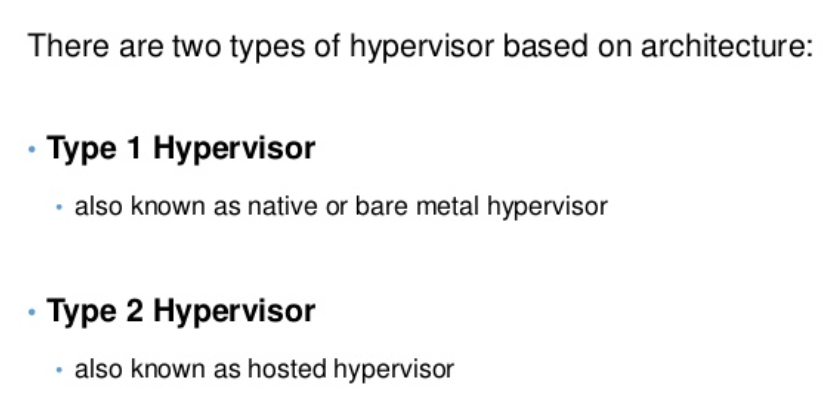 There are two types of hypervisor based on architecture:
• Type 1 Hypervisor
• also known as native or bare metal hypervisor
• Type 2 Hypervisor
• also known as hosted hypervisor